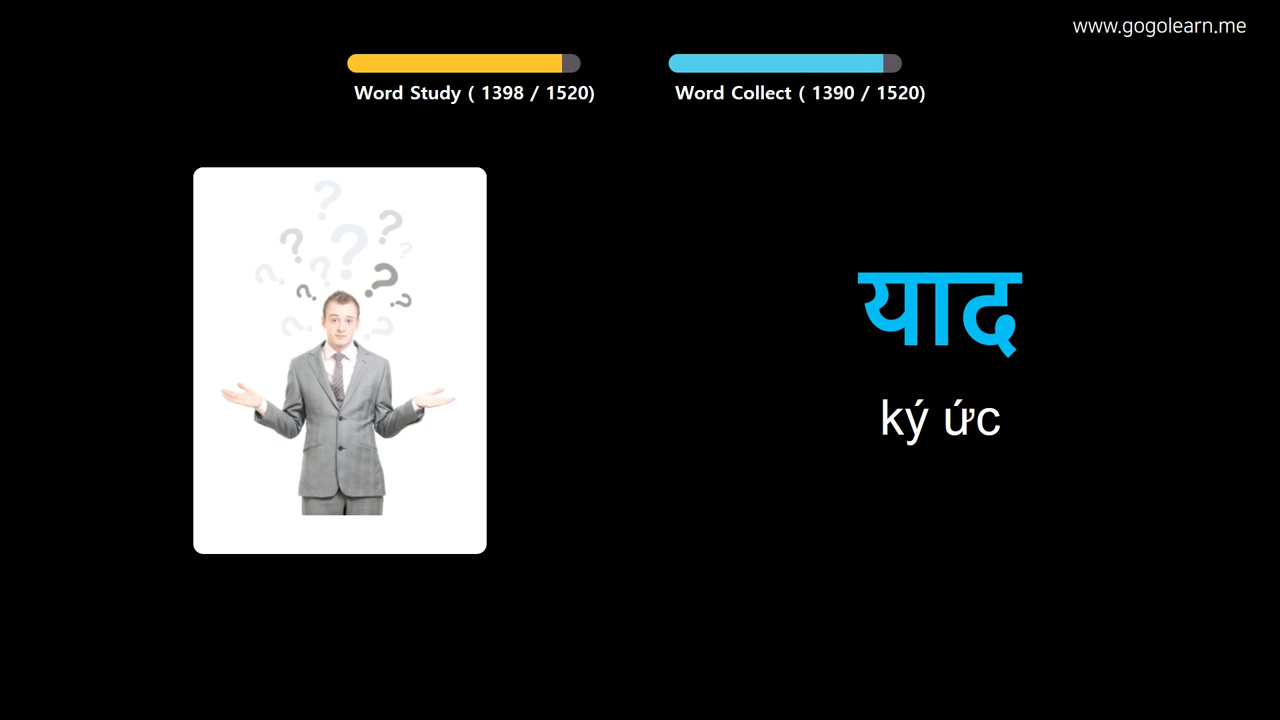 www.gogolearn.me
Word Study ( 1398 / 1520)
Word Collect ( 1390 / 1520)
याद
ký ức